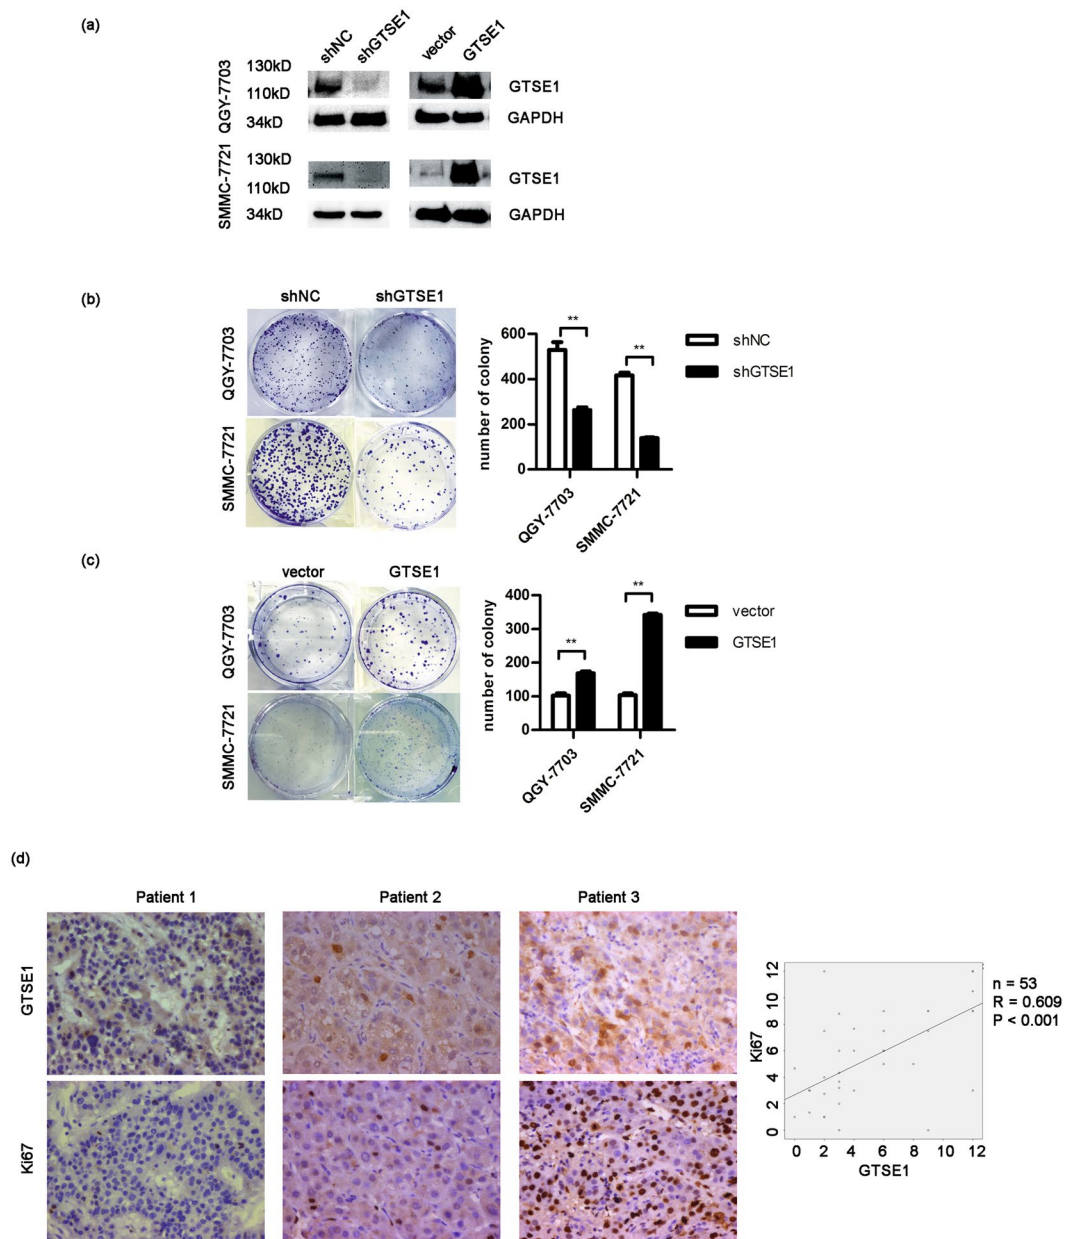 (a)
shNC shGTSE1 vector GTSE1
QGY-7703
130kD
110kD
GTSE1
34kD
GAPDH
SMMC-7721
130kD
110kD
GTSE1
34kD
GAPDH
(b)
shNC shGTSE1
QGY-7703
SMMC-7721
number of colony
600
400
200
0
** **
QGY-7703 SMMC-7721
shNC
shGTSE1
(c)
vector GTSE1
QGY-7703
SMMC-7721
number of colony
400
300
200
100
0
** **
QGY-7703 SMMC-7721
vector
GTSE1
(d)
Patient 1 Patient 2 Patient 3
GTSE1
Ki67
Ki67
12
10
8
6
4
2
0
0 2 4 6 8 10 12
GTSE1
n = 53
R = 0.609
P < 0.001